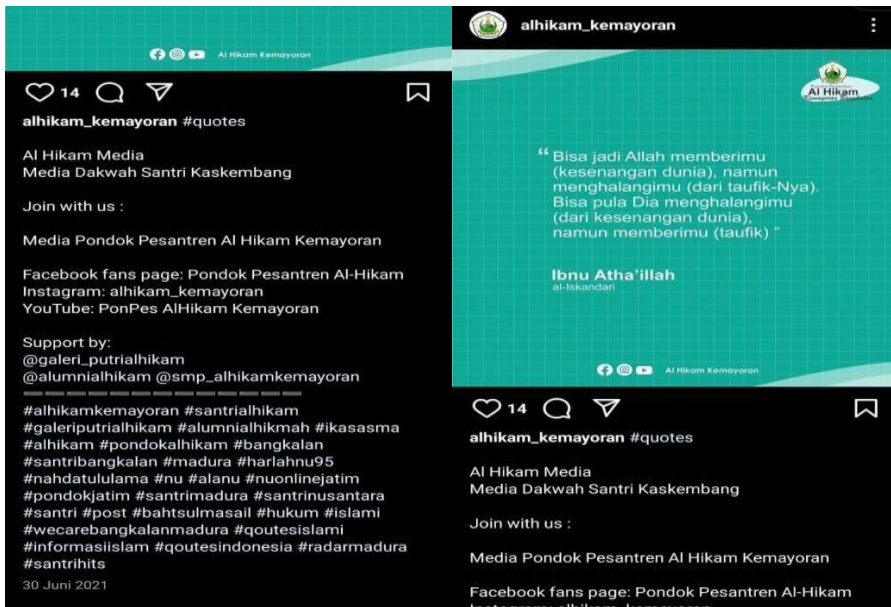 Al Hikam Kemayoran
14
alhikam_kemayoran #quotes
Al Hikam Media
Media Dakwah Santri Kaskembang
Join with us :
Media Pondok Pesantren Al Hikam Kemayoran
Facebook fans page: Pondok Pesantren Al-Hikam
Instagram: alhikam_kemayoran
YouTube: PonPes AlHikam Kemayoran
Support by:
@galeri_putrialhikam
@alumnialhikam @smp_alhikamkemayoran
#alhikamkemayoran #santrialhikam
#galeriputrialhikam #alumnialhikmah #ikasasma
#alhikam #pondokalhikam #bangkalan
#santribangkalan #madura #harlahnu95
#nahdatululama #nu #alanu #nuonlinejatim
#pondokjatim #santrimadura #santrinusantara
#santri #post #bahtsulmasail #hukum #islami
#wecarebangkalanmadura #qoutesislami
#informasiislam #qoutesindonesia #radarmadura
#santrihits
30 Juni 2021
alhikam_kemayoran
Al Hikam
“ Bisa jadi Allah memberimu
(kesenangan dunia), namun
menghalangimu (dari taufik-Nya).
Bisa pula Dia menghalangimu
(dari kesenangan dunia),
namun memberimu (taufik) ”
Ibnu Atha'illah
al-Iskandari
Al Hikam Kemayoran
14
alhikam_kemayoran #quotes
Al Hikam Media
Media Dakwah Santri Kaskembang
Join with us :
Media Pondok Pesantren Al Hikam Kemayoran
Facebook fans page: Pondok Pesantren Al-Hikam